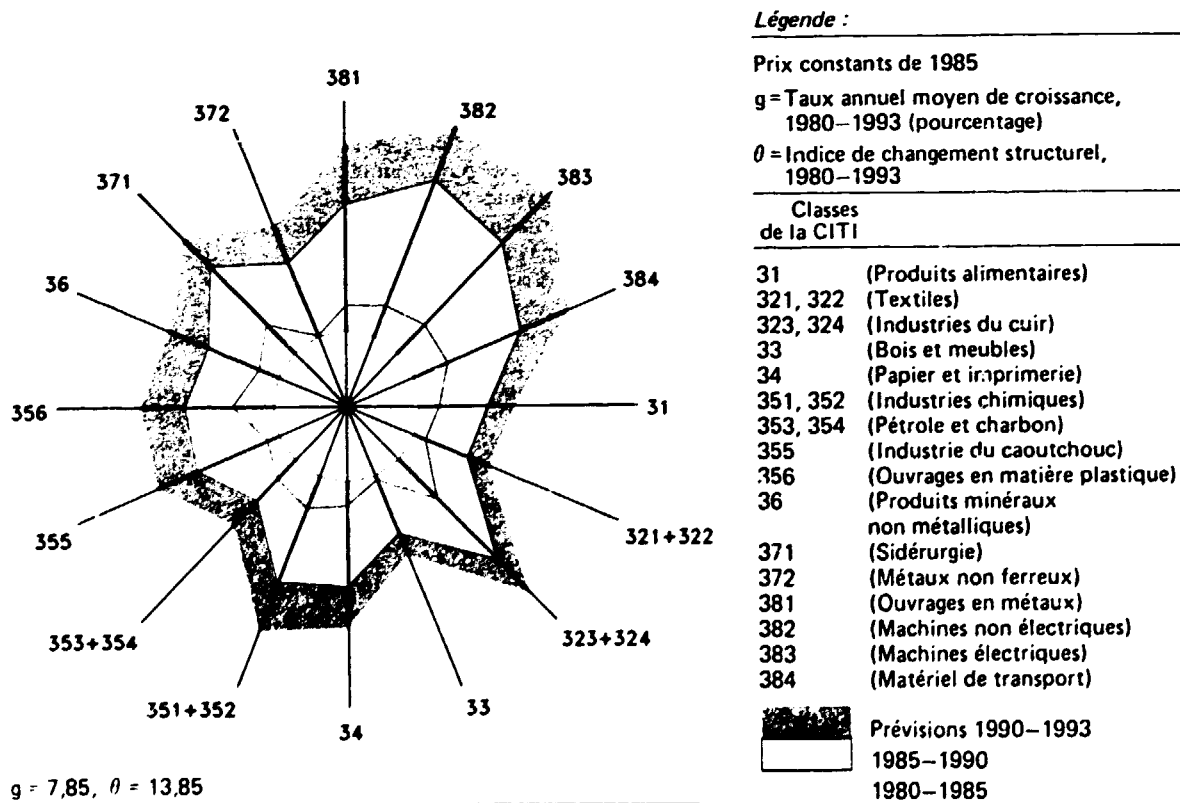 381
382
372
383
371
384
36
356
31
355
321+322
353+354
323+324
351+352
33
34
g = 7,85, θ = 13,85
Légende :
Prix constants de 1985
g = Taux annuel moyen de croissance,
1980–1993 (pourcentage)
θ = Indice de changement structurel,
1980–1993
Classes
de la CITI
31 (Produits alimentaires)
321, 322 (Textiles)
323, 324 (Industries du cuir)
33 (Bois et meubles)
34 (Papier et imprimerie)
351, 352 (Industries chimiques)
353, 354 (Pétrole et charbon)
355 (Industrie du caoutchouc)
356 (Ouvrages en matière plastique)
36 (Produits minéraux
non métalliques)
371 (Sidérurgie)
372 (Métaux non ferreux)
381 (Ouvrages en métaux)
382 (Machines non électriques)
383 (Machines électriques)
384 (Matériel de transport)
Prévisions 1990–1993
1985–1990
1980–1985